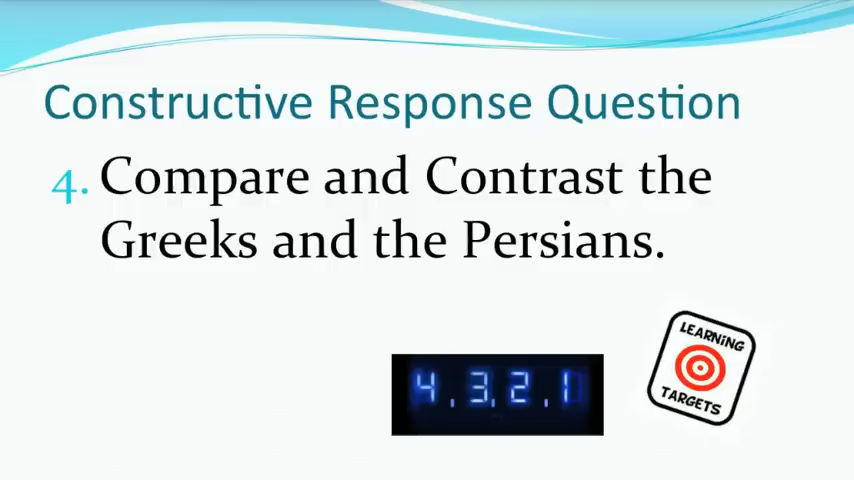 Constructive Response Question
4. Compare and Contrast the
Greeks and the Persians.
4.3.2.1
LEARNiNG
TARGETS